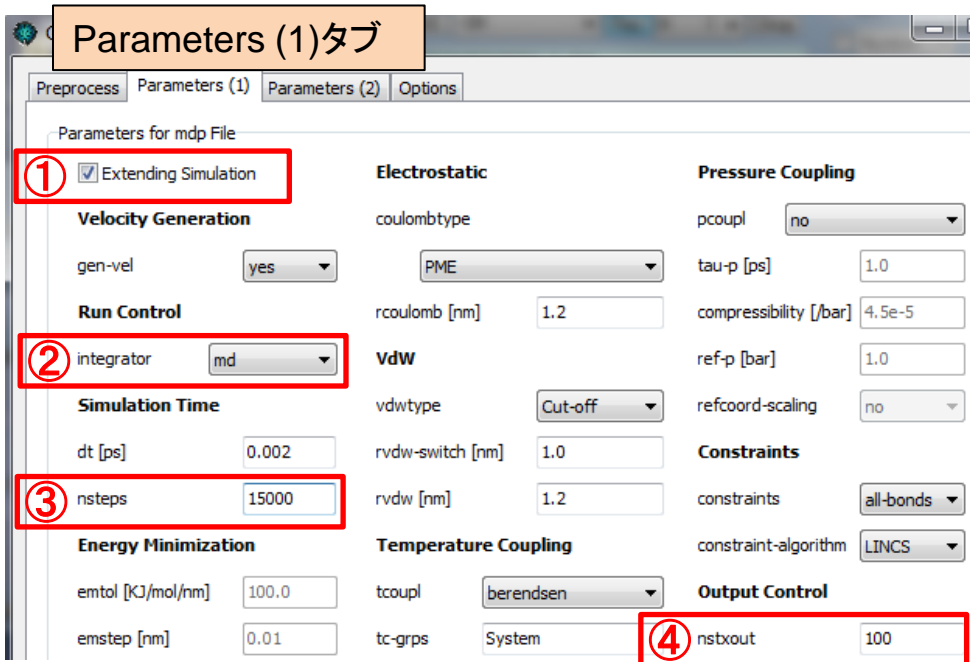 Parameters (1)タブ
Preprocess Parameters (1) Parameters (2) Options
Parameters for mdp File
① Extending Simulation
Velocity Generation
gen-vel yes
Run Control
② integrator md
Simulation Time
dt [ps] 0.002
③ nsteps 15000
Energy Minimization
emtol [KJ/mol/nm] 100.0
emstep [nm] 0.01
Electrostatic
coulombtype
PME
rcoulomb [nm] 1.2
VdW
vdwtype Cut-off
rvdw-switch [nm] 1.0
rvdw [nm] 1.2
Temperature Coupling
tcoupl berendsen
tc-grps System
Pressure Coupling
pcoupl no
tau-p [ps] 1.0
compressibility [/bar] 4.5e-5
ref-p [bar] 1.0
refcoord-scaling no
Constraints
constraints all-bonds
constraint-algorithm LINCS
Output Control
④ nstxout 100